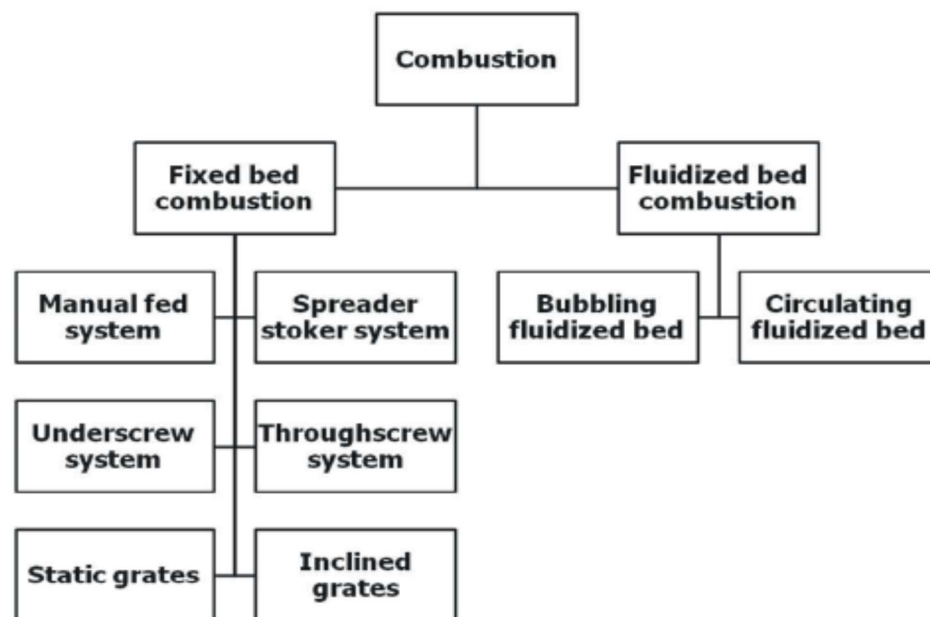 Combustion
Fixed bed
combustion
Fluidized bed
combustion
Manual fed
system
Spreader
stoker system
Bubbling
fluidized bed
Circulating
fluidized bed
Underscrew
system
Throughscrew
system
Static grates
Inclined
grates